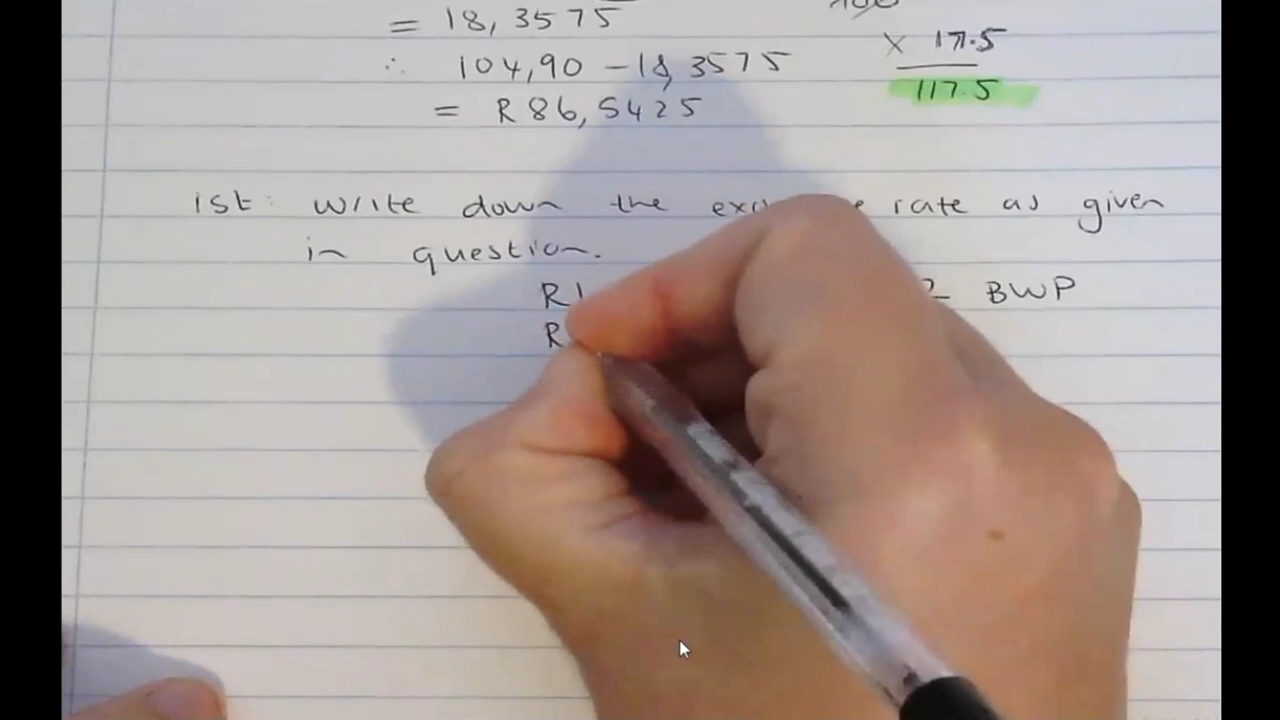 = 18,3575
∴ 104,90 - 18,3575
= R86,5425
× 17.5
117.5
1st: Write down the rate as given
in question.
R1 BWP
R